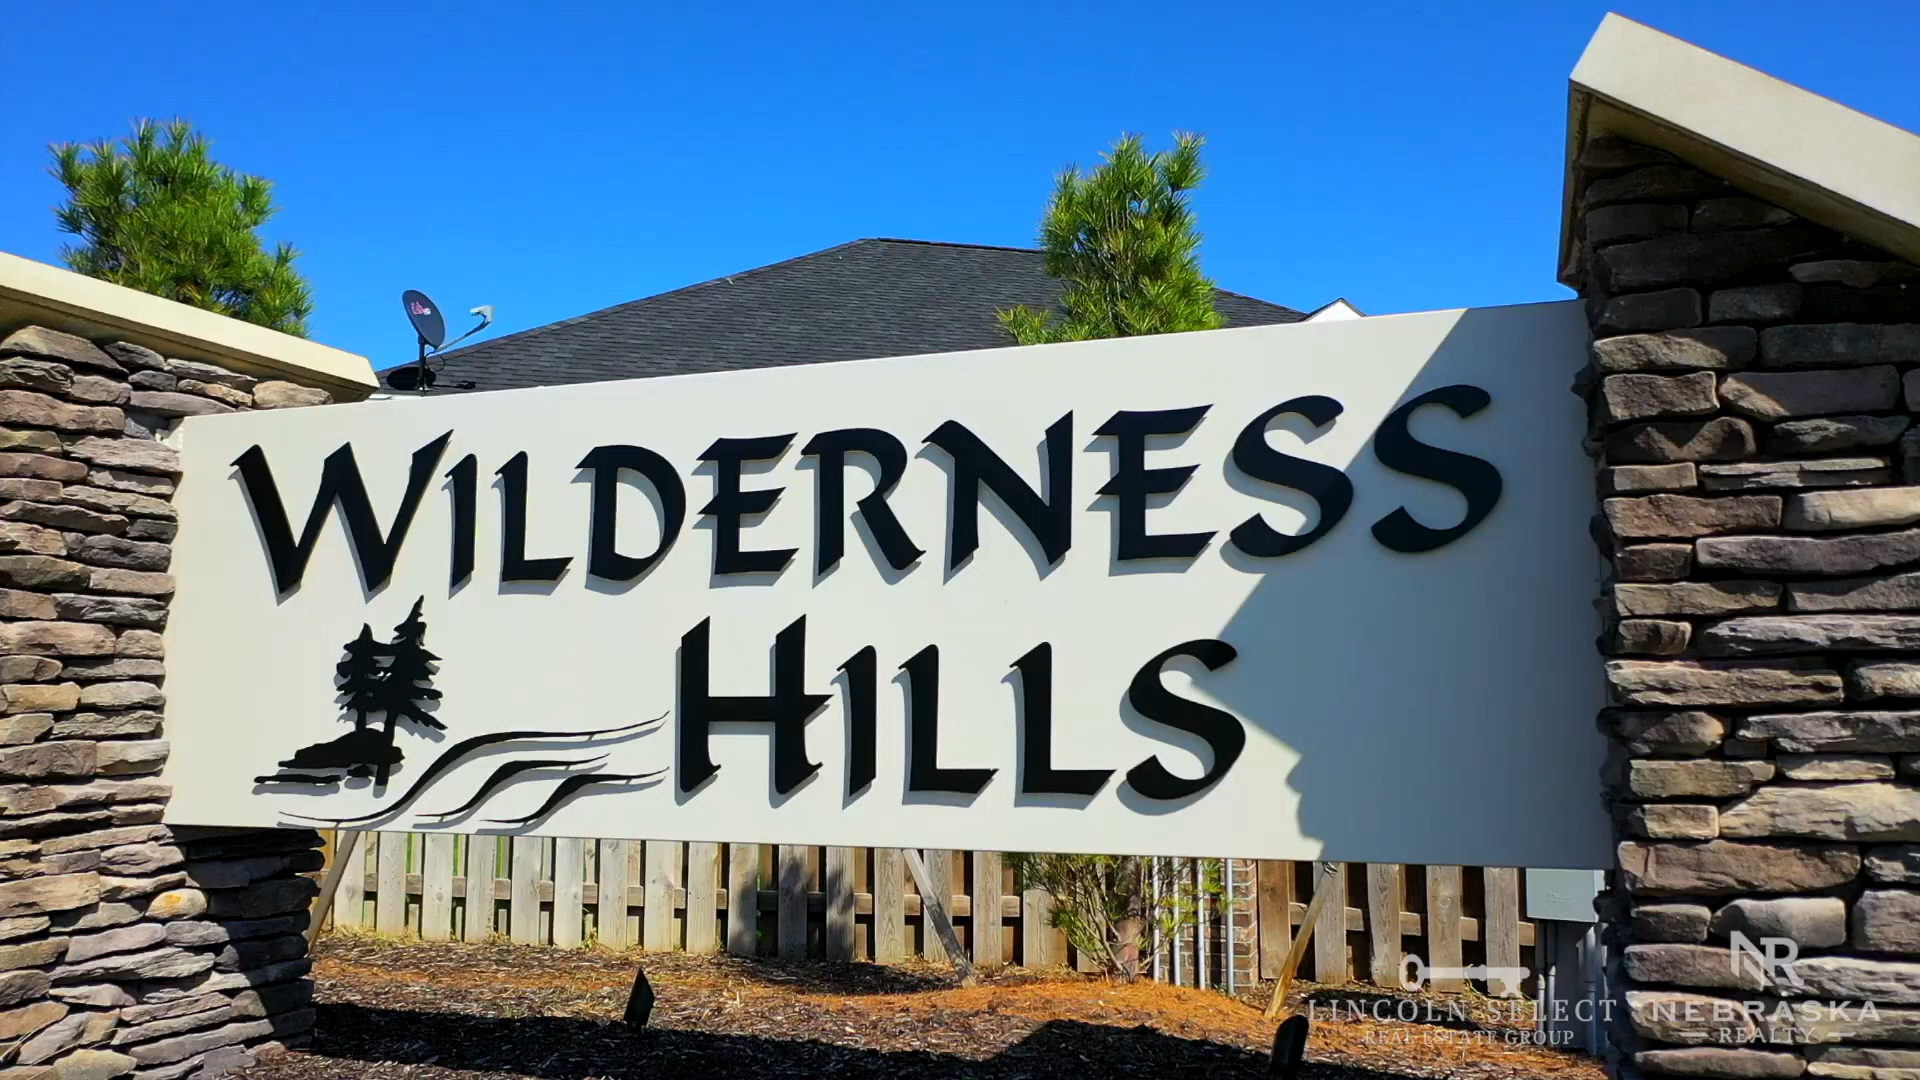 WILDERNESS
HILLS
LINCOLN SELECT
REAL ESTATE GROUP
NR
NEBRASKA
REALTY